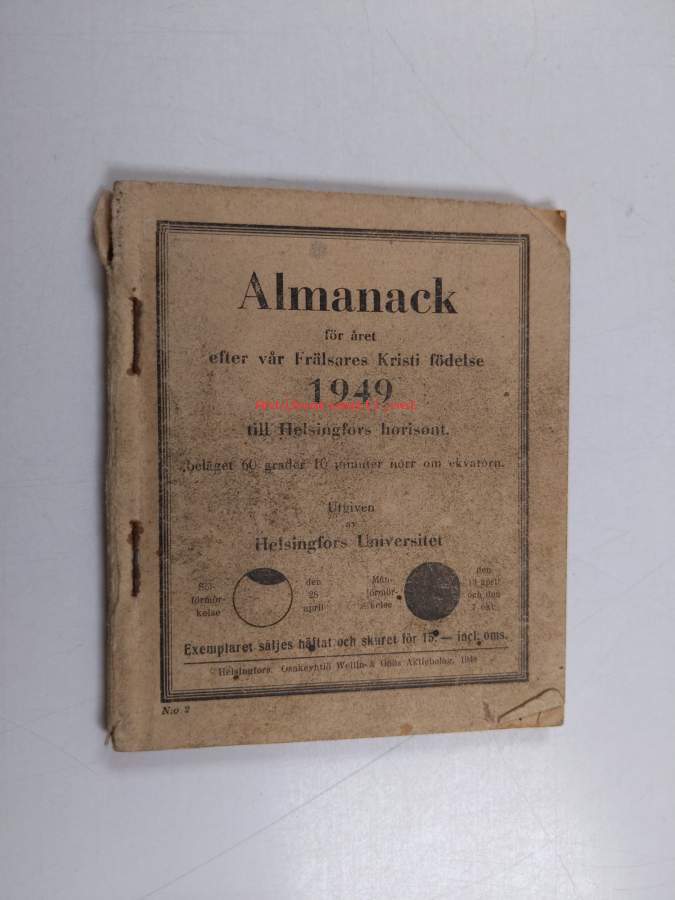 Almanack
för året
efter vår Frälsares Kristi födelse
1949
till Helsingfors horisont,
beläget 60 grader 10 minuter norr om ekvatorn.
Utgiven
av
Helsingfors Universitet
Sol-
förmör-
kelse
den
28
april
Mån-
förmör-
kelse
den
13 april
och den
7 okt.
Exemplaret säljes häftat och skuret för 15:— incl. oms.
Helsingfors. Osakeyhtiö Weilin & Göös Aktiebolag, 1948
N:o 2